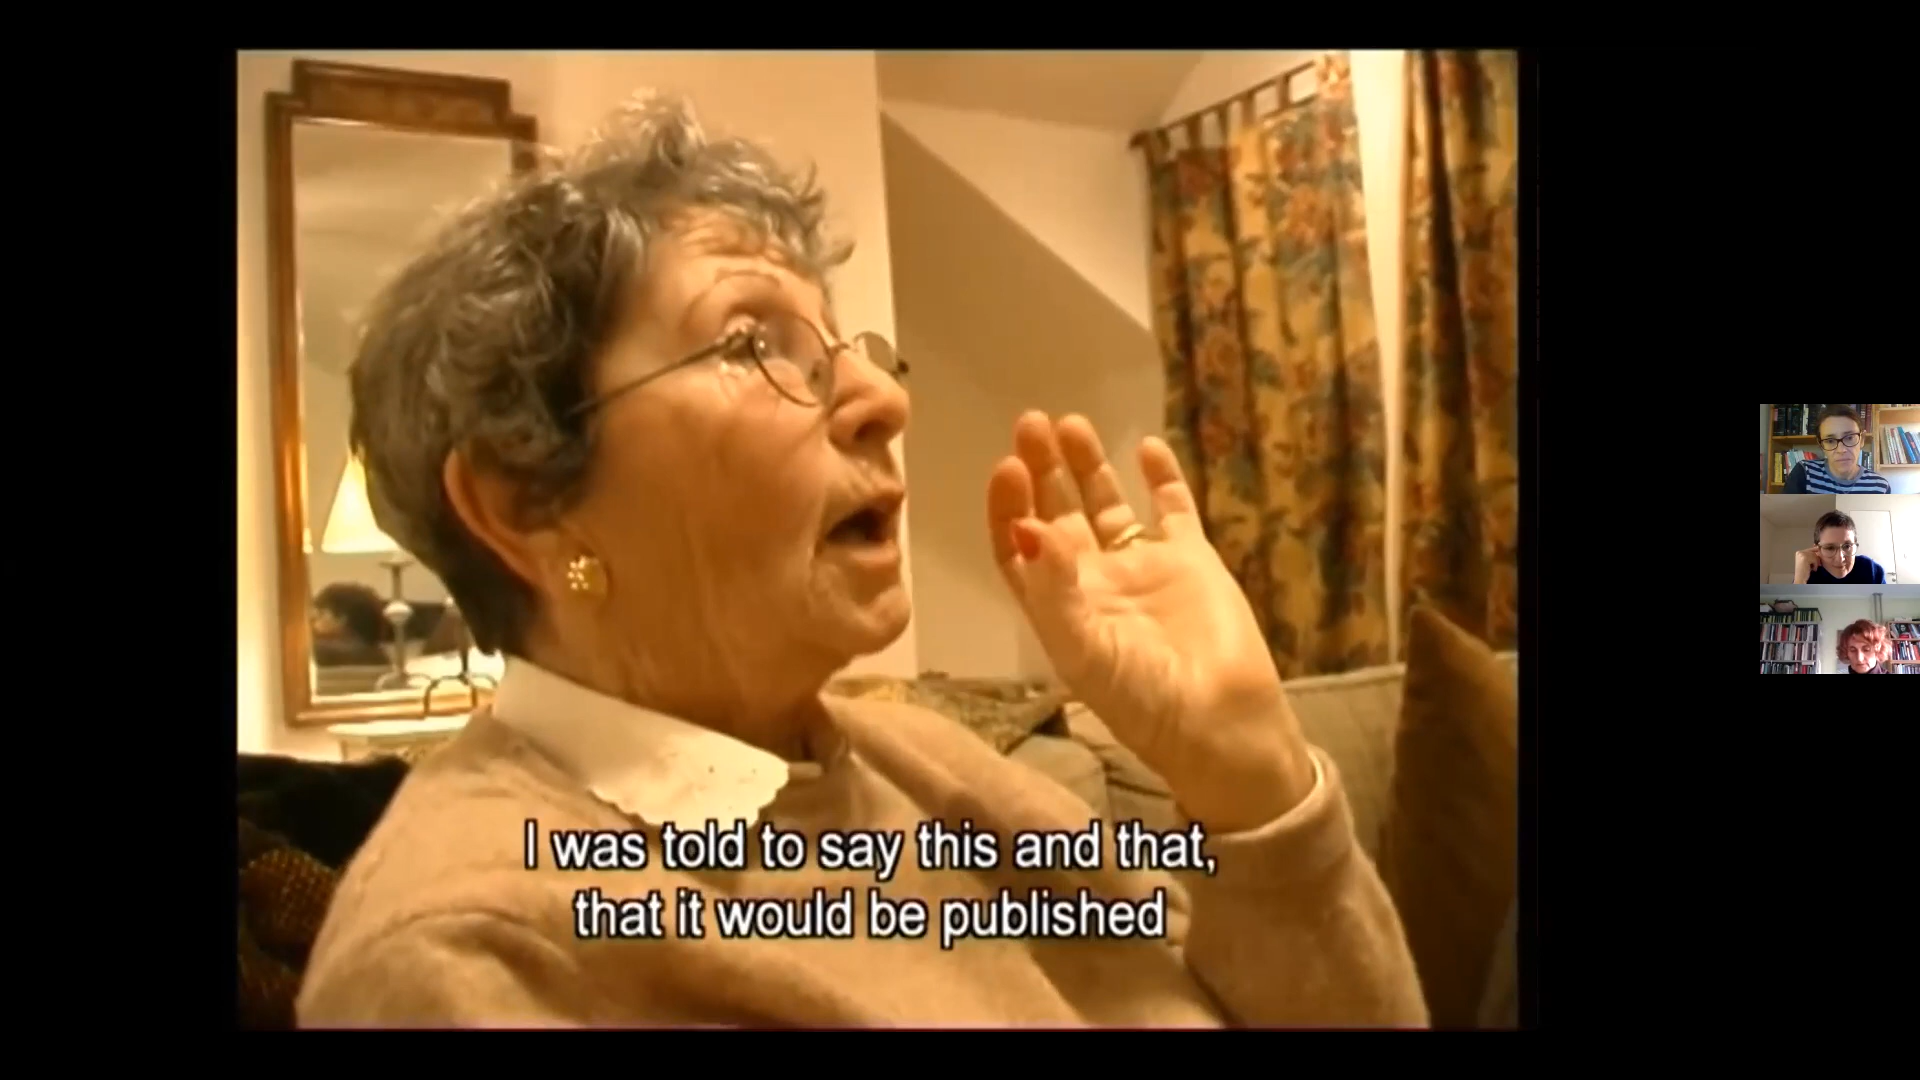 I was told to say this and that,
that it would be published